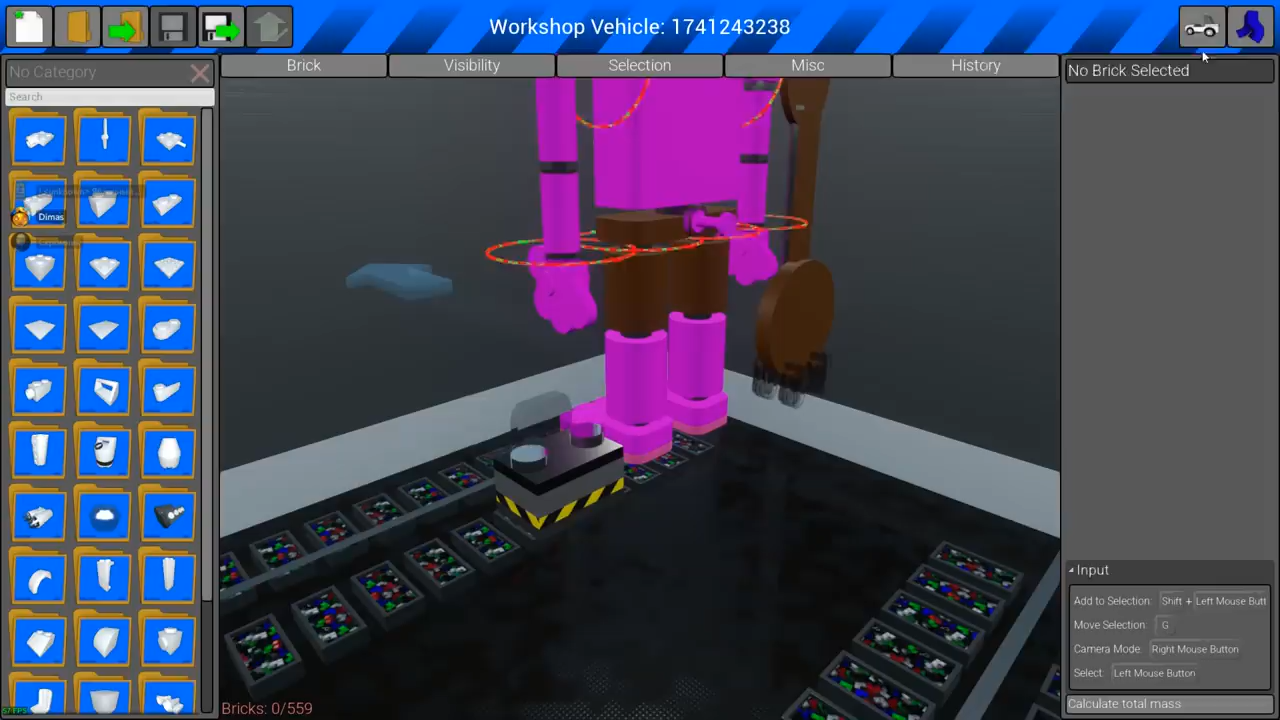 Workshop Vehicle: 1741243238
No Category
Search
Brick
Visibility
Selection
Misc
History
No Brick Selected
Dimas
Input
Add to Selection: Shift + Left Mouse Butt
Move Selection: G
Camera Mode: Right Mouse Button
Select: Left Mouse Button
Calculate total mass
Bricks: 0/559
57 FPS